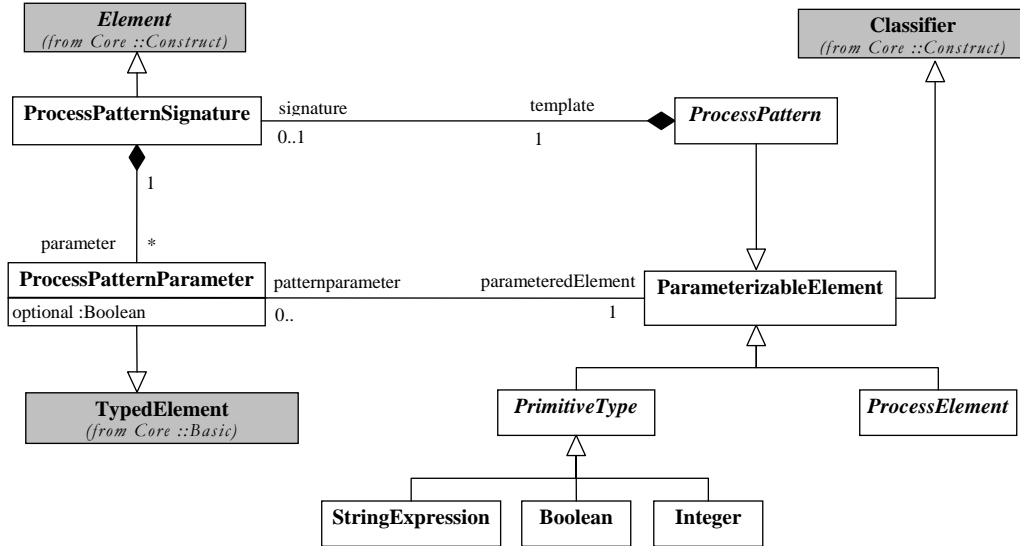 Element
(from Core ::Construct)
Classifier
(from Core ::Construct)
ProcessPatternSignature
signature
0..1
template
1
ProcessPattern
1
parameter
*
ProcessPatternParameter
optional :Boolean
patternparameter
0..
parameteredElement
1
ParameterizableElement
TypedElement
(from Core ::Basic)
PrimitiveType
ProcessElement
StringExpression
Boolean
Integer